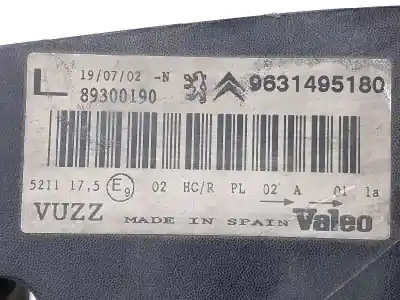 L 19/07/02 -N 9631495180
89300190
5211 17,5 E9 02 HC/R PL 02 A → 01 1a
VUZZ MADE IN SPAIN Valeo